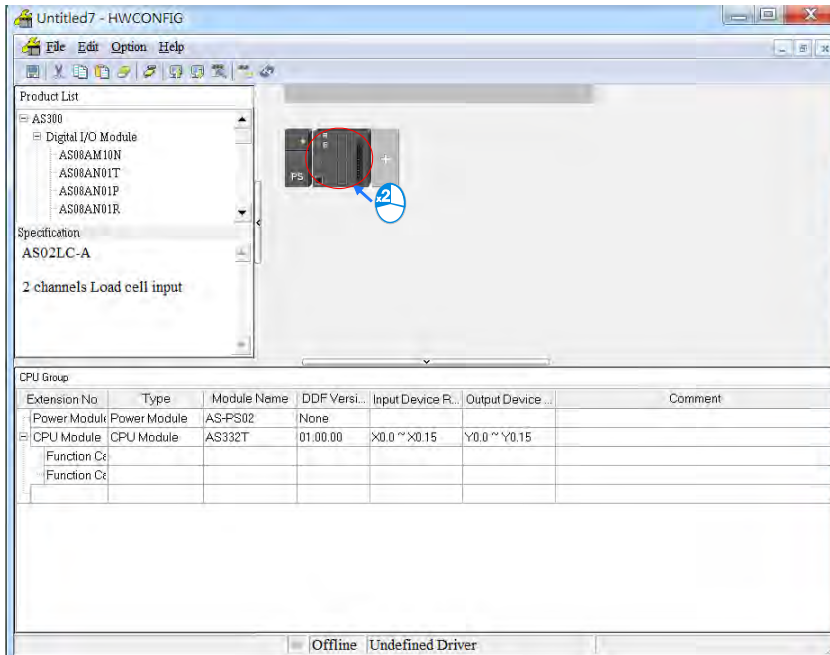 Untitled7 - HWCONFIG
File Edit Option Help
Product List
AS300
Digital I/O Module
AS08AM10N
AS08AN01T
AS08AN01P
AS08AN01R
Specification
AS02LC-A
2 channels Load cell input
PS
x2
CPU Group
Extension No Type Module Name DDF Versi... Input Device R... Output Device ... Comment
Power Module Power Module AS-PS02 None
CPU Module CPU Module AS332T 01.00.00 X0.0 ~ X0.15 Y0.0 ~ Y0.15
Function Ca
Function Ca
Offline Undefined Driver